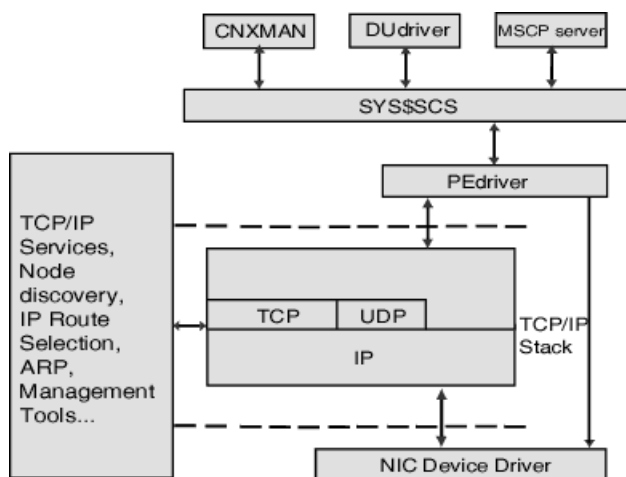 CNXMAN
DUdriver
MSCP server
SYS$SCS
PEdriver
TCP/IP
Services,
Node
discovery,
IP Route
Selection,
ARP,
Management
Tools...
TCP
UDP
IP
TCP/IP
Stack
NIC Device Driver